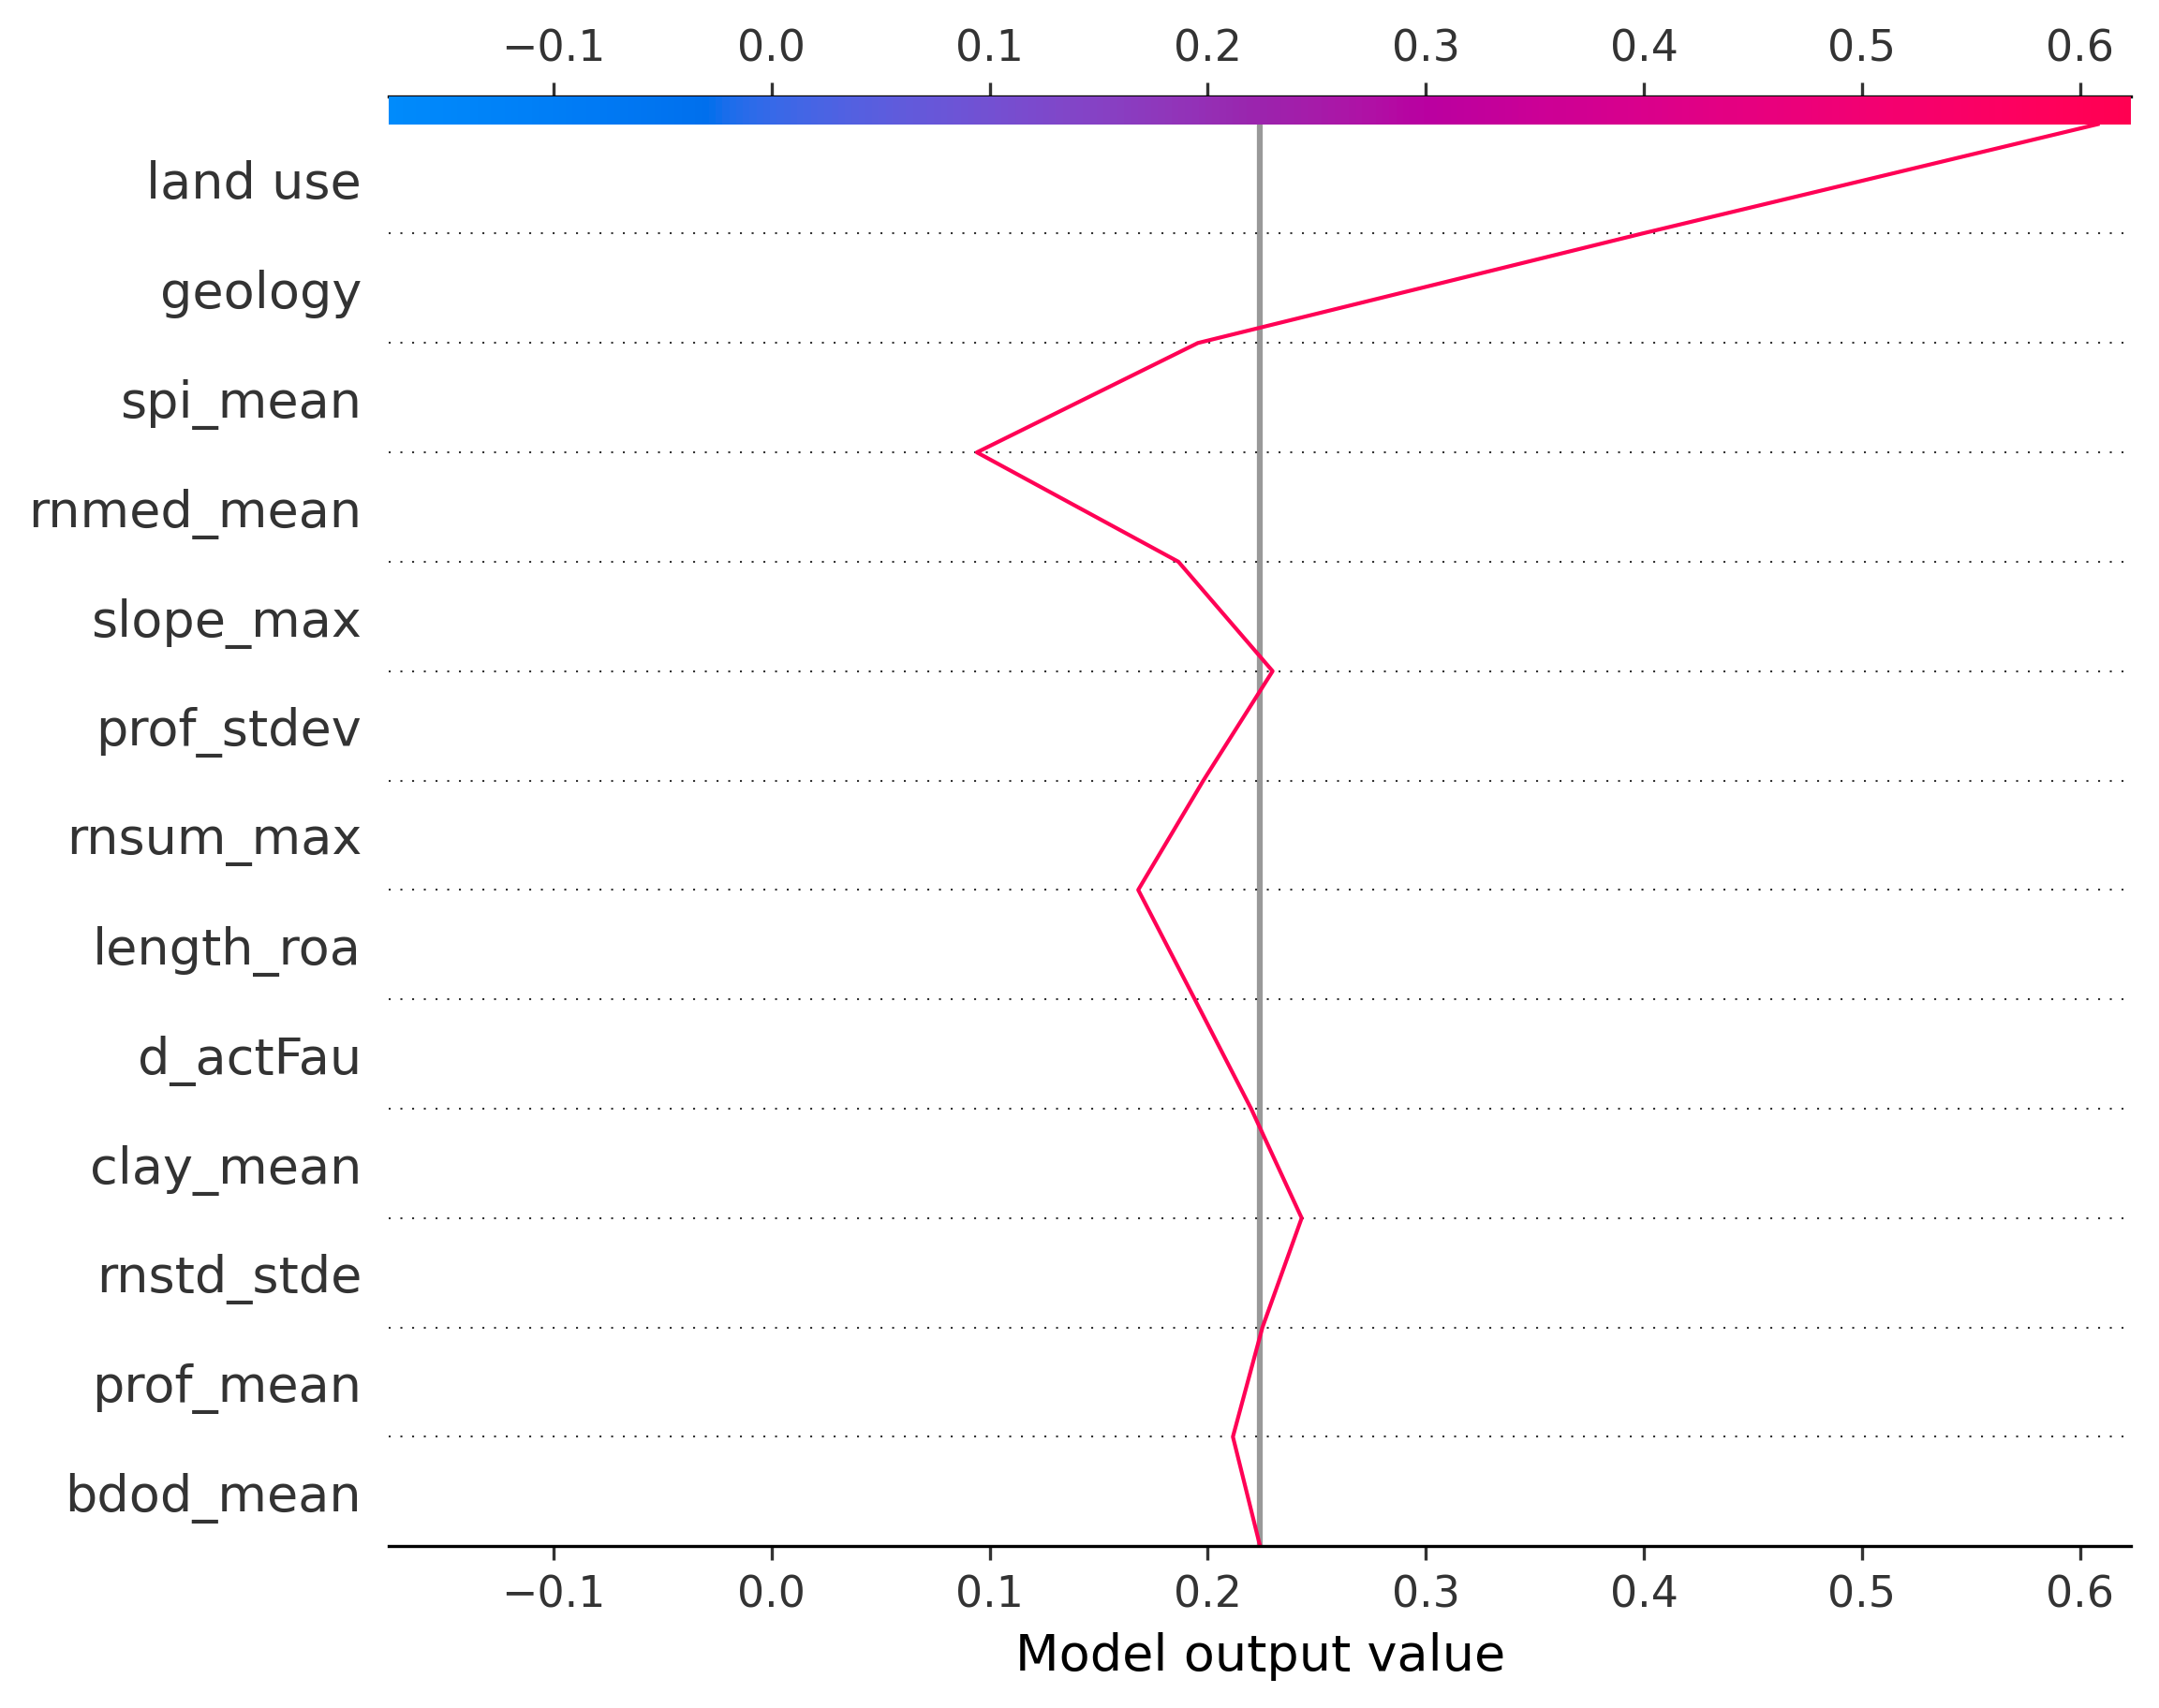 −0.1 0.0 0.1 0.2 0.3 0.4 0.5 0.6
land use
geology
spi_mean
rnmed_mean
slope_max
prof_stdev
rnsum_max
length_roa
d_actFau
clay_mean
rnstd_stde
prof_mean
bdod_mean
−0.1 0.0 0.1 0.2 0.3 0.4 0.5 0.6
Model output value